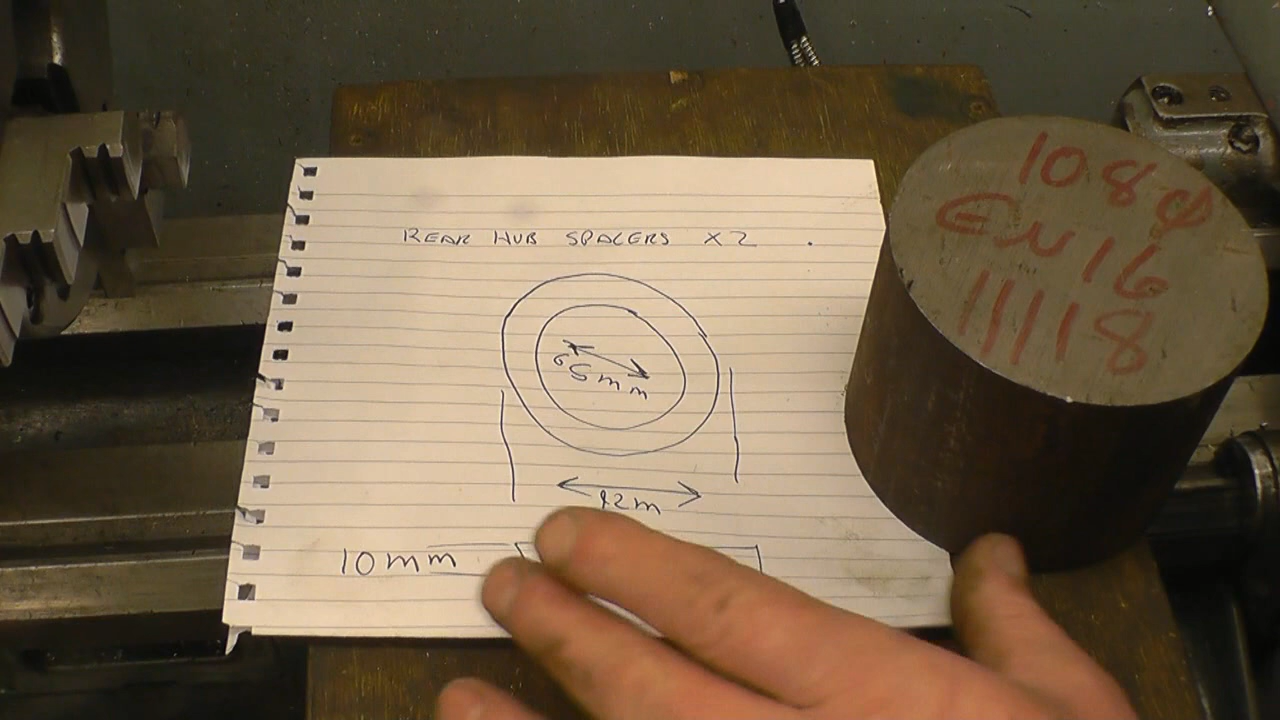 REAR HUB SPACERS X2 .
65mm
10mm
108
EN16
11118